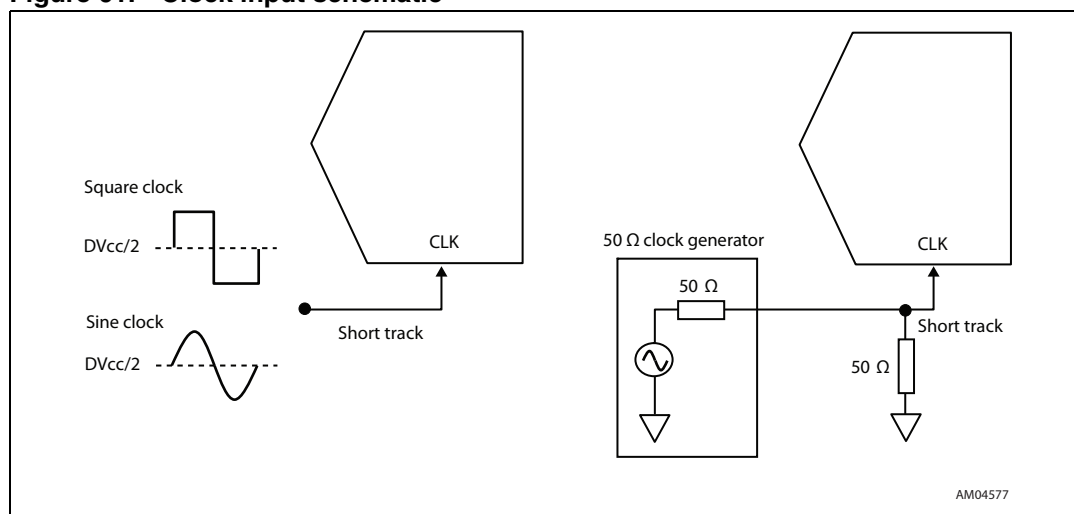 Figure
Clock input schematic
Square clock
DVcc/2
CLK
Sine clock
DVcc/2
Short track
50 Ω clock generator
50 Ω
CLK
Short track
50 Ω
AM04577